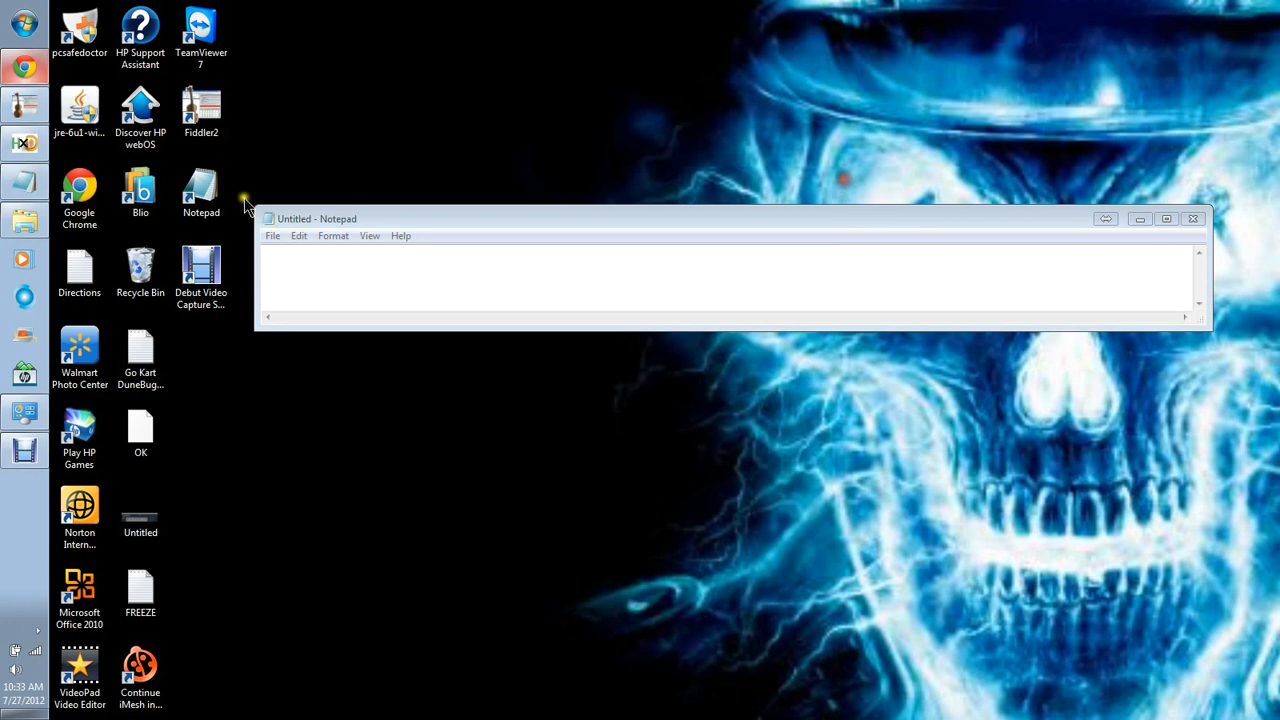 pcsafedoctor
HP Support
Assistant
TeamViewer
7
jre-6u1-wi...
Discover HP
webOS
Fiddler2
Google
Chrome
Blio
Notepad
Directions
Recycle Bin
Debut Video
Capture S...
Walmart
Photo Center
Go Kart
DuneBug...
Play HP
Games
OK
Norton
Intern...
Untitled
Microsoft
Office 2010
FREEZE
VideoPad
Video Editor
Continue
iMesh in...
Untitled - Notepad
File Edit Format View Help
10:33 AM
7/27/2012